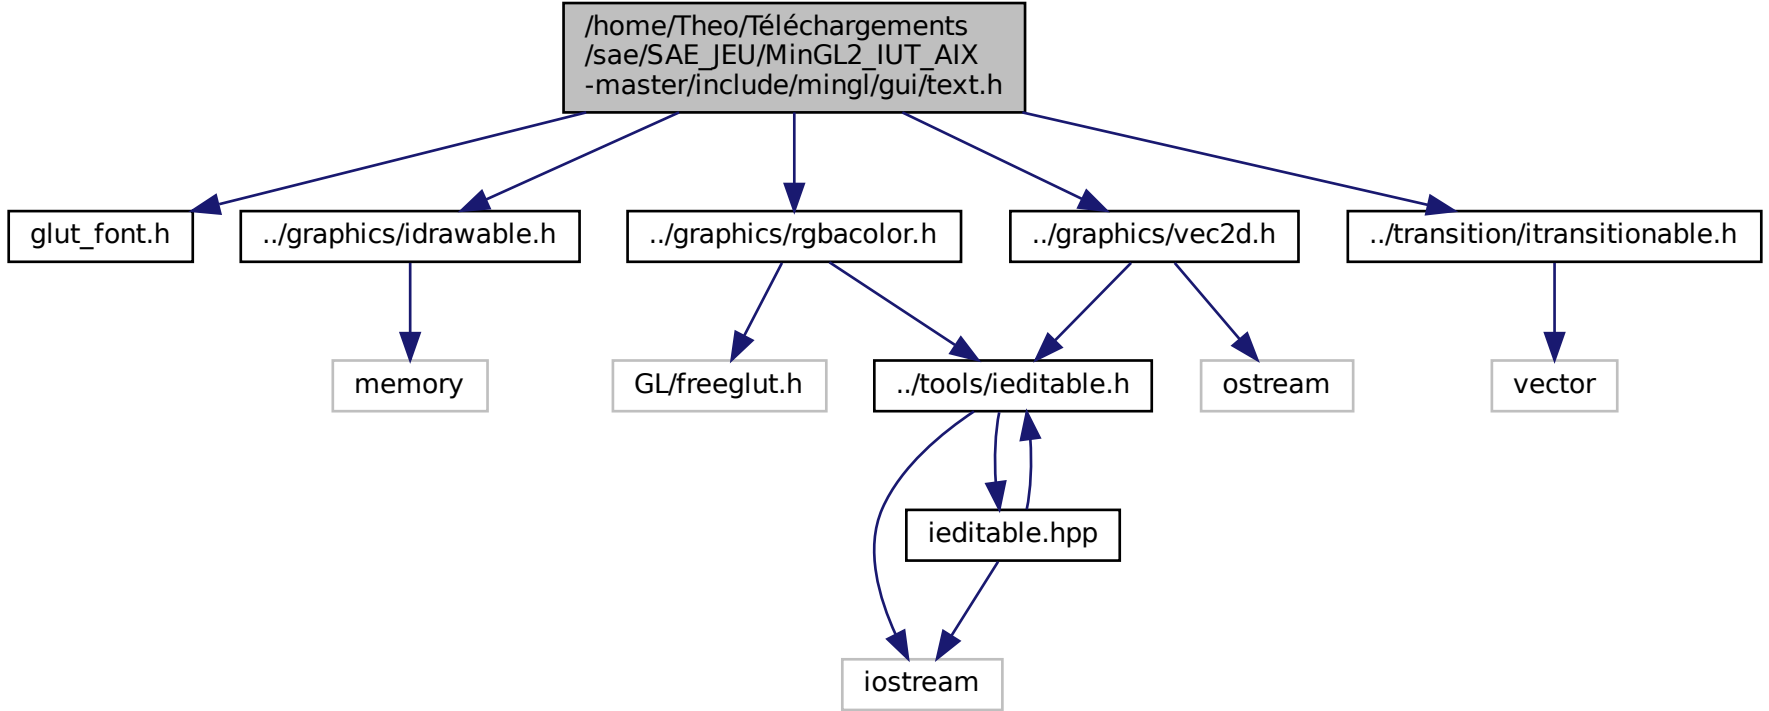 /home/Theo/Téléchargements
/sae/SAE_JEU/MinGL2_IUT_AIX
-master/include/mingl/gui/text.h
glut_font.h
../graphics/idrawable.h
../graphics/rgbacolor.h
../graphics/vec2d.h
../transition/itransitionable.h
memory
GL/freeglut.h
../tools/ieditable.h
ostream
vector
ieditable.hpp
iostream